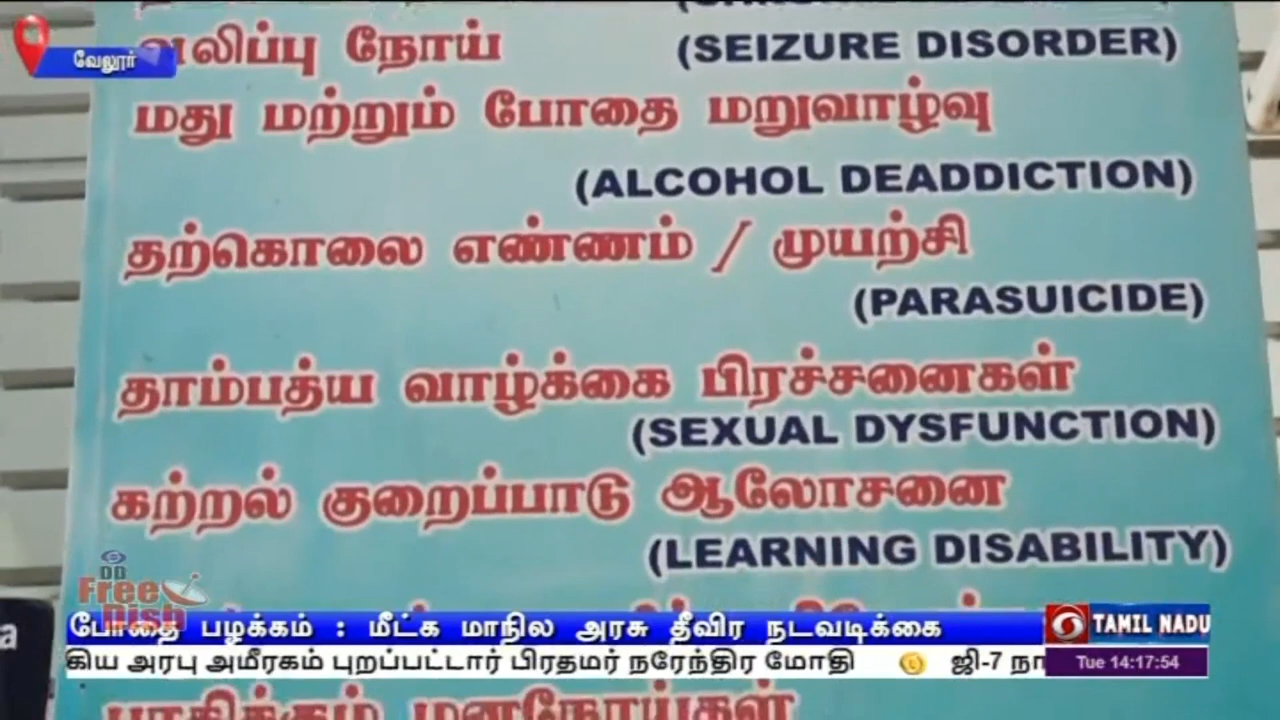 வேலூர்
வலிப்பு நோய் (SEIZURE DISORDER)
மது மற்றும் போதை மறுவாழ்வு
(ALCOHOL DEADDICTION)
தற்கொலை எண்ணம் / முயற்சி
(PARASUICIDE)
தாம்பத்ய வாழ்க்கை பிரச்சனைகள்
(SEXUAL DYSFUNCTION)
கற்றல் குறைப்பாடு ஆலோசனை
(LEARNING DISABILITY)
DD
Free
Dish
போதை பழக்கம் : மீட்க மாநில அரசு தீவிர நடவடிக்கை
TAMIL NADU
கிய அரபு அமீரகம் புறப்பட்டார் பிரதமர் நரேந்திர மோதி ஜி-7 நா
Tue 14:17:54
பாதிக்கும் மனநோய்கள்